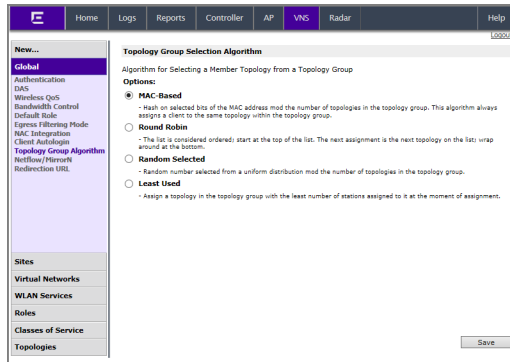 Home Logs Reports Controller AP VNS Radar Help
Logout
New...
Global
Authentication
DAS
Wireless QoS
Bandwidth Control
Default Role
Egress Filtering Mode
NAC Integration
Client Autologin
Topology Group Algorithm
Netflow/MirrorN
Redirection URL
Sites
Virtual Networks
WLAN Services
Roles
Classes of Service
Topologies
Topology Group Selection Algorithm
Algorithm for Selecting a Member Topology from a Topology Group
Options:
MAC-Based
- Hash on selected bits of the MAC address mod the number of topologies in the topology group. This algorithm always
assigns a client to the same topology within the topology group.
Round Robin
- The list is considered ordered; start at the top of the list. The next assignment is the next topology on the list; wrap
around at the bottom.
Random Selected
- Random number selected from a uniform distribution mod the number of topologies in the topology group.
Least Used
- Assign a topology in the topology group with the least number of stations assigned to it at the moment of assignment.
Save